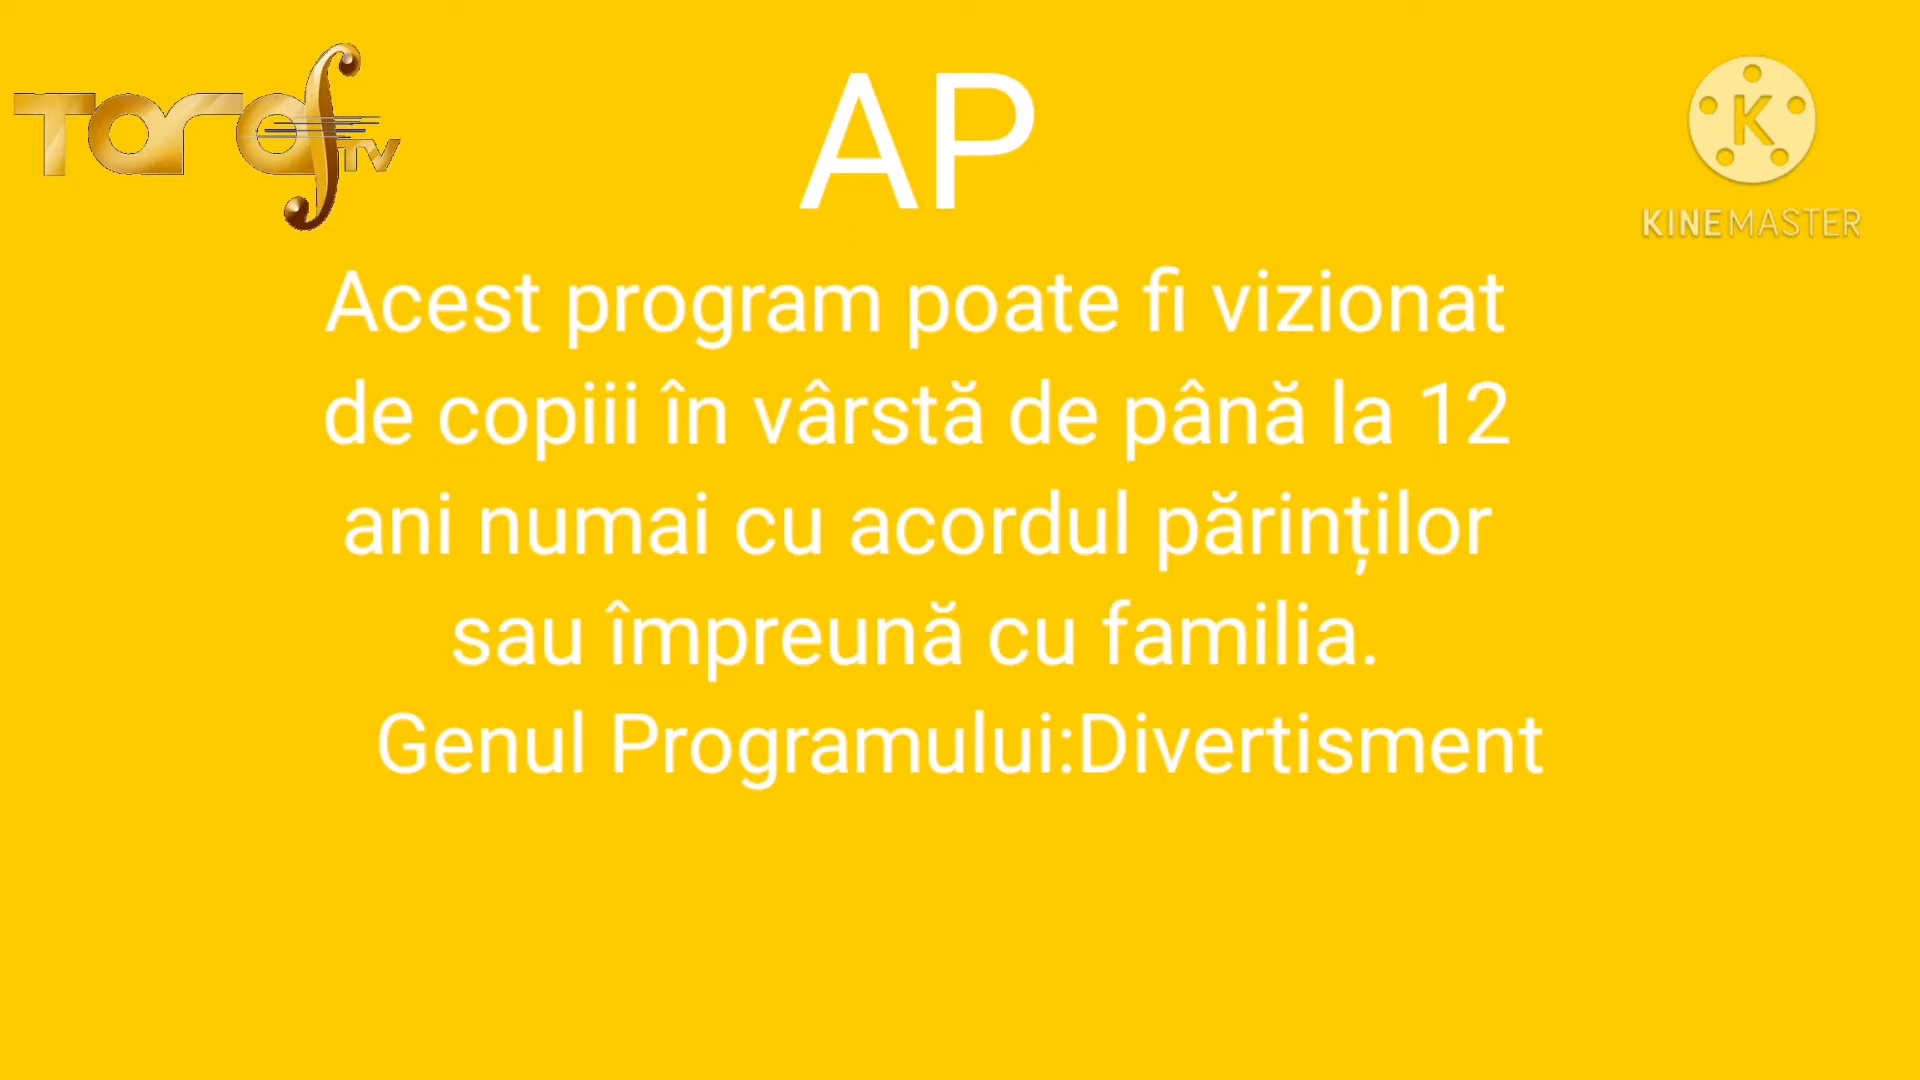 Taraf TV
AP
KINEMASTER
Acest program poate fi vizionat
de copiii în vârstă de până la 12
ani numai cu acordul părinților
sau împreună cu familia.
Genul Programului:Divertisment